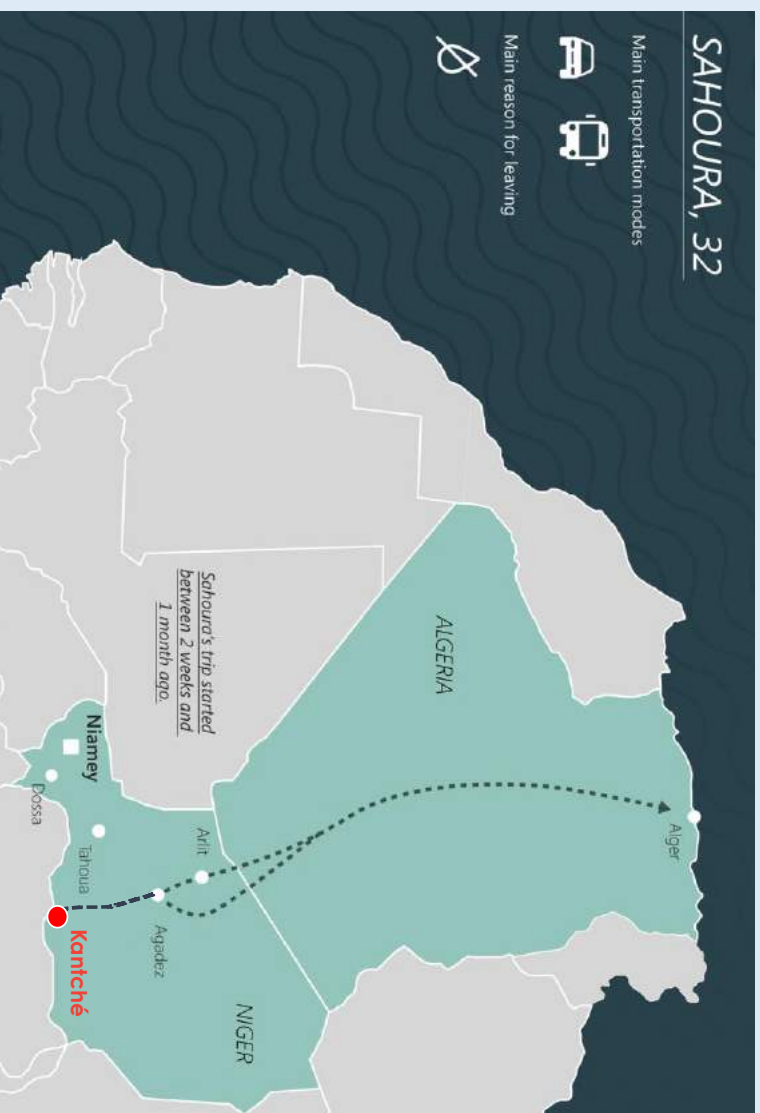 SAHOURA, 32
Main transportation modes
Main reason for leaving
Alger
ALGERIA
Sahoura's trip started
between 2 weeks and
1 month ago.
Arlit
Agadez
NIGER
Niamey
Dossa
Tahoua
Kantché